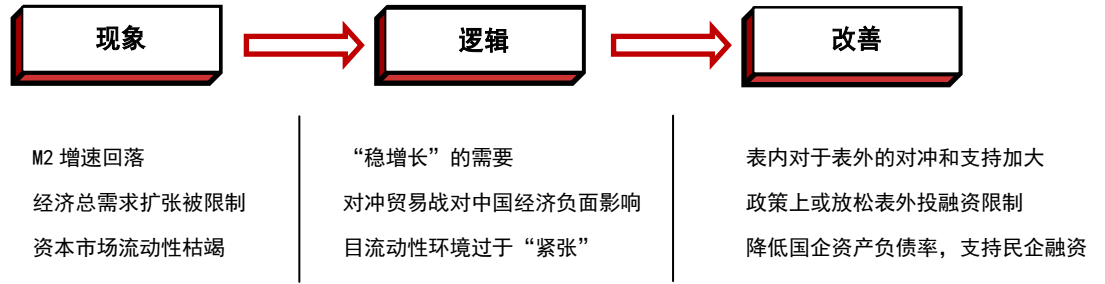 现象
逻辑
改善
M2 增速回落
经济总需求扩张被限制
资本市场流动性枯竭
“稳增长”的需要
对冲贸易战对中国经济负面影响
目流动性环境过于“紧张”
表内对于表外的对冲和支持加大
政策上或放松表外投融资限制
降低国企资产负债率，支持民企融资